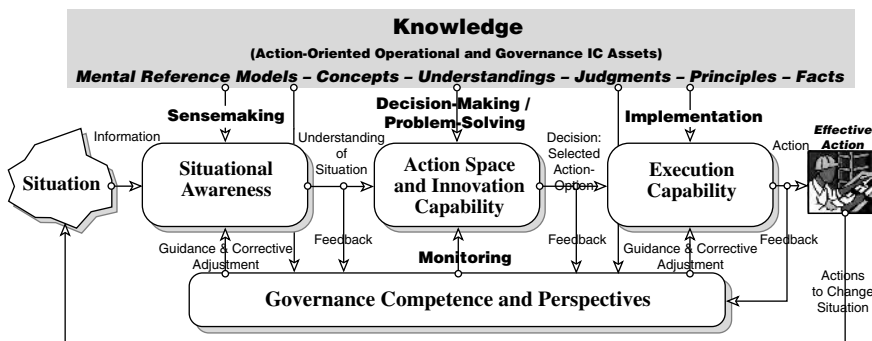 Knowledge
(Action-Oriented Operational and Governance IC Assets)
Mental Reference Models – Concepts – Understandings – Judgments – Principles – Facts
Sensemaking
Decision-Making /
Problem-Solving
Implementation
Information
Understanding
of
Situation
Decision:
Selected
Action-
Option
Action
Effective
Action
Situation
Situational
Awareness
Action Space
and Innovation
Capability
Execution
Capability
Guidance & Corrective
Adjustment
Feedback
Monitoring
Feedback
Guidance & Corrective
Adjustment
Feedback
Governance Competence and Perspectives
Actions
to Change
Situation